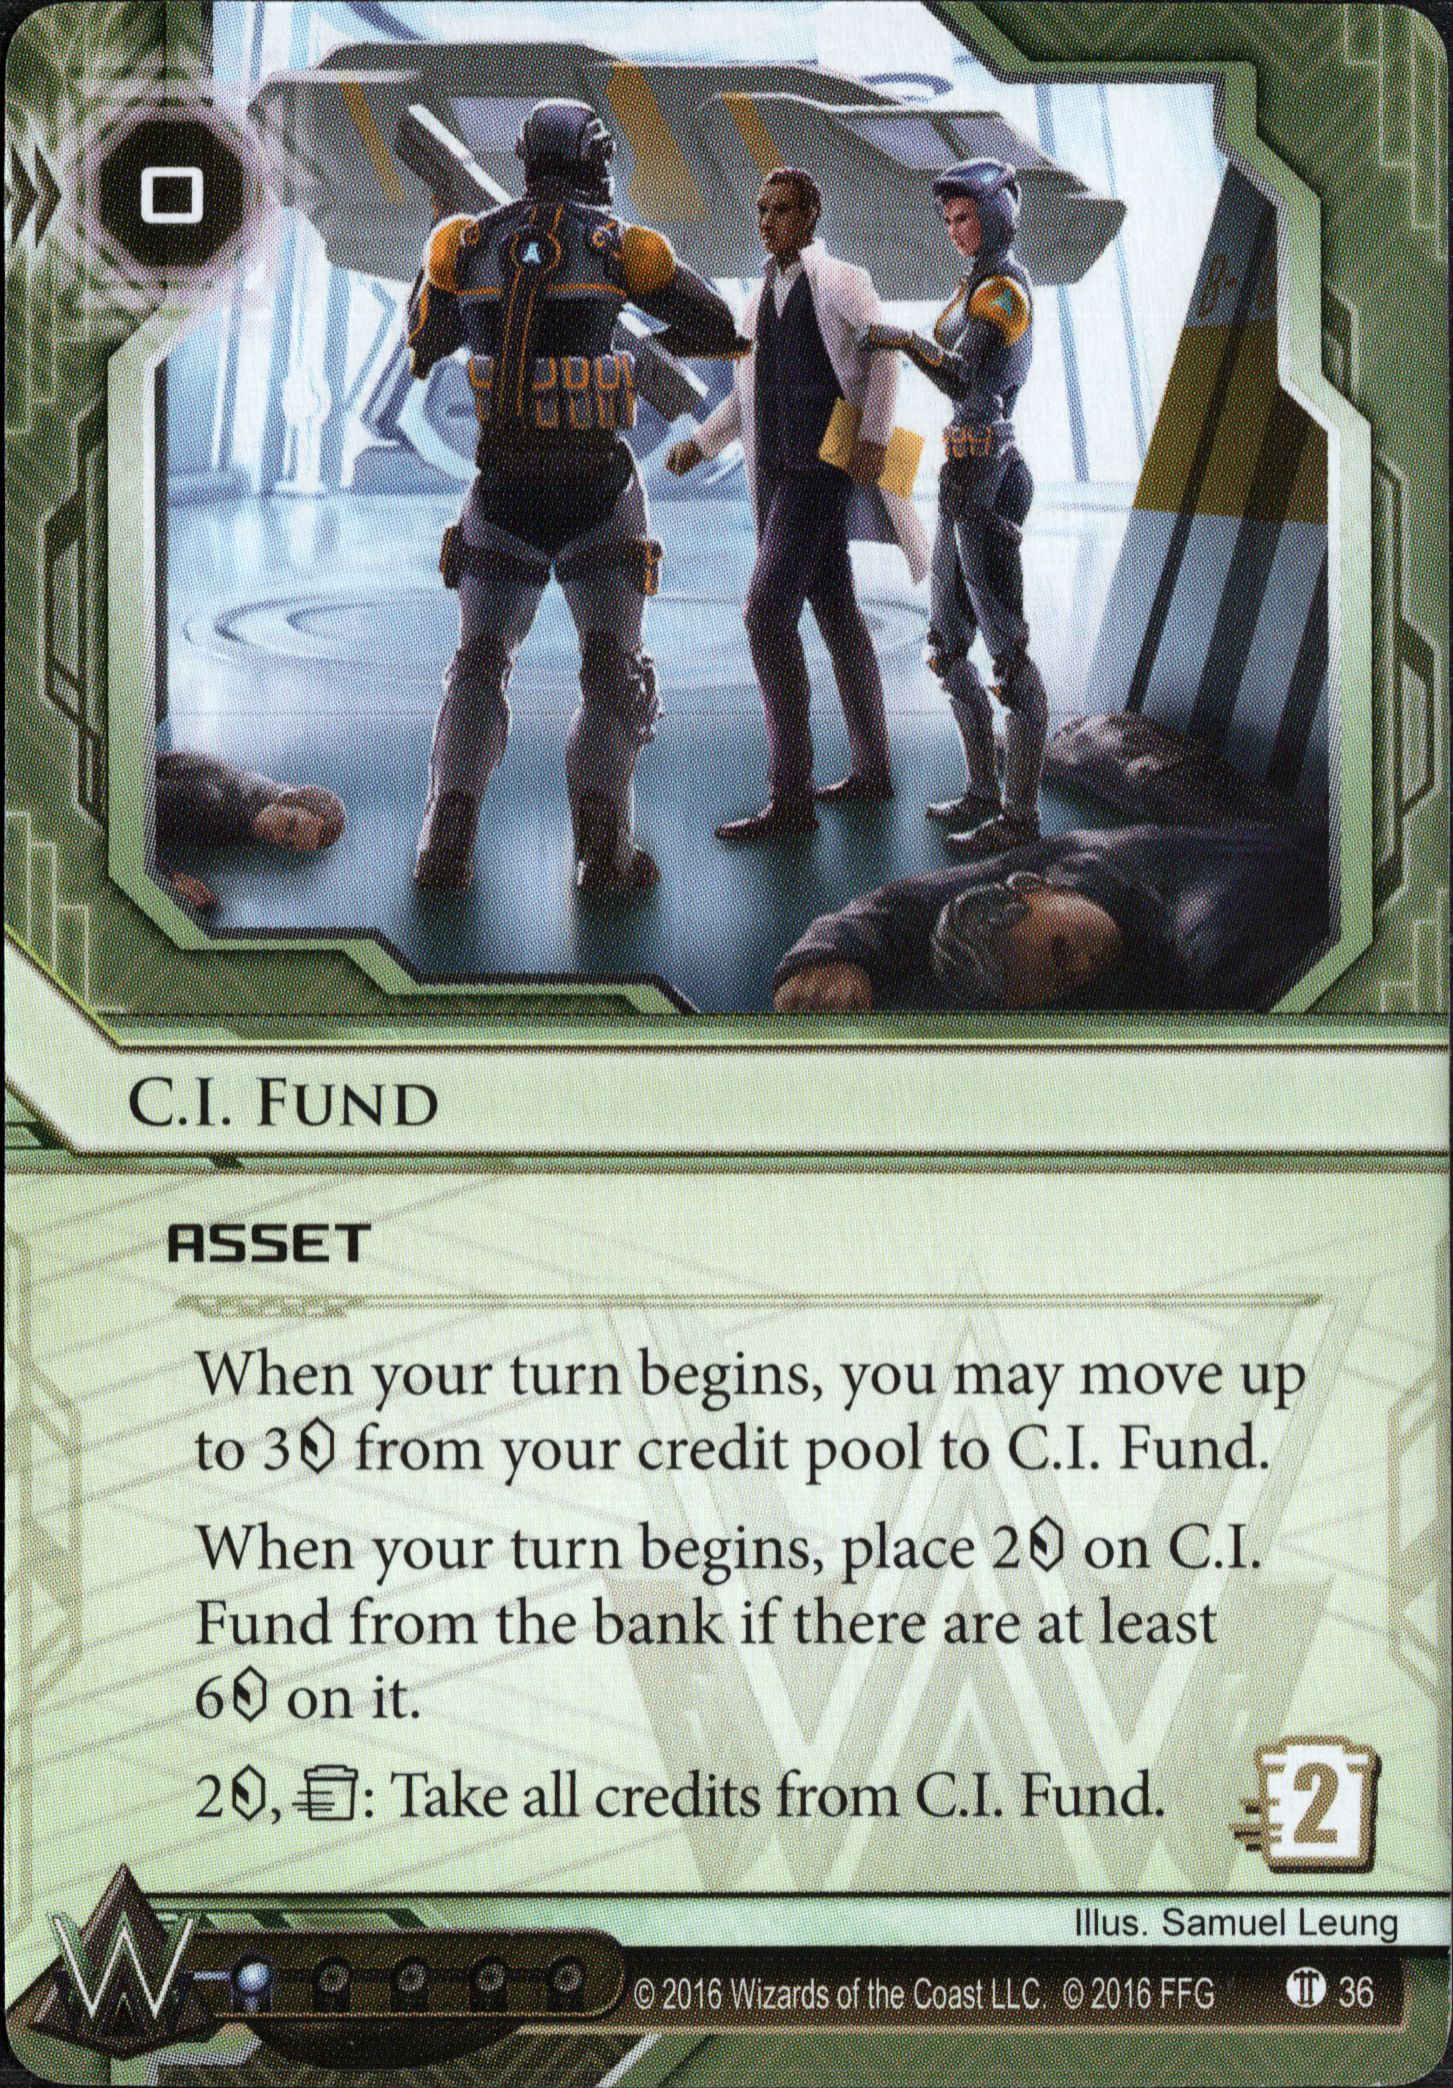 0
C.I. Fund
ASSET
When your turn begins, you may move up
to 3 from your credit pool to C.I. Fund.
When your turn begins, place 2 on C.I.
Fund from the bank if there are at least
6 on it.
2, : Take all credits from C.I. Fund.
2
Illus. Samuel Leung
W
© 2016 Wizards of the Coast LLC © 2016 FFG 36